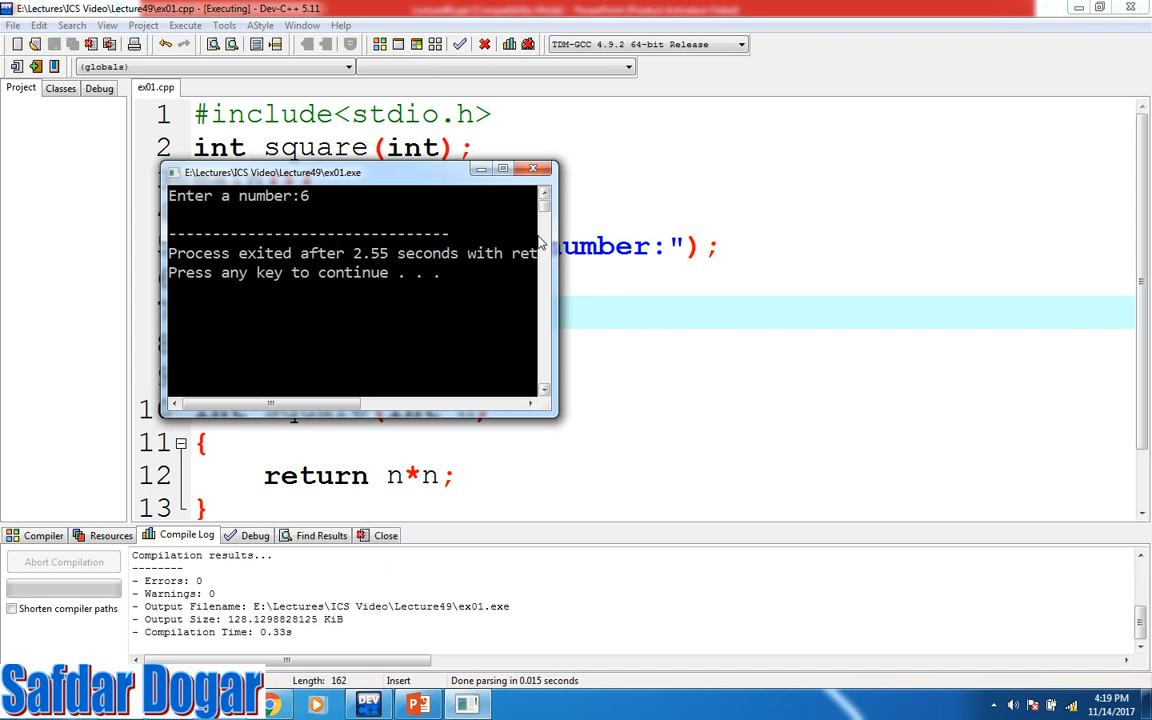 E:\Lectures\ICS Video\Lecture49\ex01.cpp - [Executing] - Dev-C++ 5.11
File Edit Search View Project Execute Tools AStyle Window Help
TDM-GCC 4.9.2 64-bit Release
(globals)
Project Classes Debug
ex01.cpp
1 #include<stdio.h>
2 int square(int);
E:\Lectures\ICS Video\Lecture49\ex01.exe
Enter a number:6
--------------------------------
Process exited after 2.55 seconds with ret
Press any key to continue . . .
number:");
10
11 {
12 return n*n;
13 }
Compiler Resources Compile Log Debug Find Results Close
Abort Compilation
Shorten compiler paths
Compilation results...
--------
- Errors: 0
- Warnings: 0
- Output Filename: E:\Lectures\ICS Video\Lecture49\ex01.exe
- Output Size: 128.1298828125 KiB
- Compilation Time: 0.33s
Length: 162 Insert Done parsing in 0.015 seconds
Safdar Dogar
DEV
4:19 PM
11/14/2017